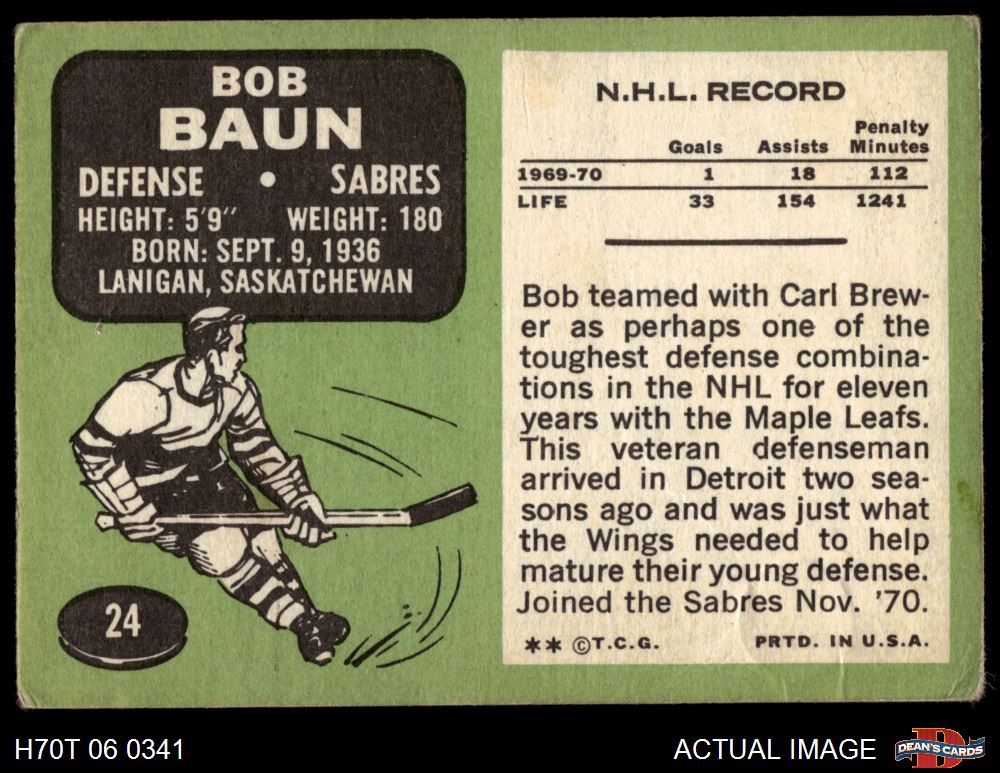 BOB
BAUN
DEFENSE • SABRES
HEIGHT: 5'9" WEIGHT: 180
BORN: SEPT. 9, 1936
LANIGAN, SASKATCHEWAN
24
N.H.L. RECORD
Goals Assists Penalty Minutes
1969-70 1 18 112
LIFE 33 154 1241
Bob teamed with Carl Brew-
er as perhaps one of the
toughest defense combina-
tions in the NHL for eleven
years with the Maple Leafs.
This veteran defenseman
arrived in Detroit two sea-
sons ago and was just what
the Wings needed to help
mature their young defense.
Joined the Sabres Nov. '70.
** ©T.C.G. PRTD. IN U.S.A.
H70T 06 0341 ACTUAL IMAGE
D
DEAN'S CARDS